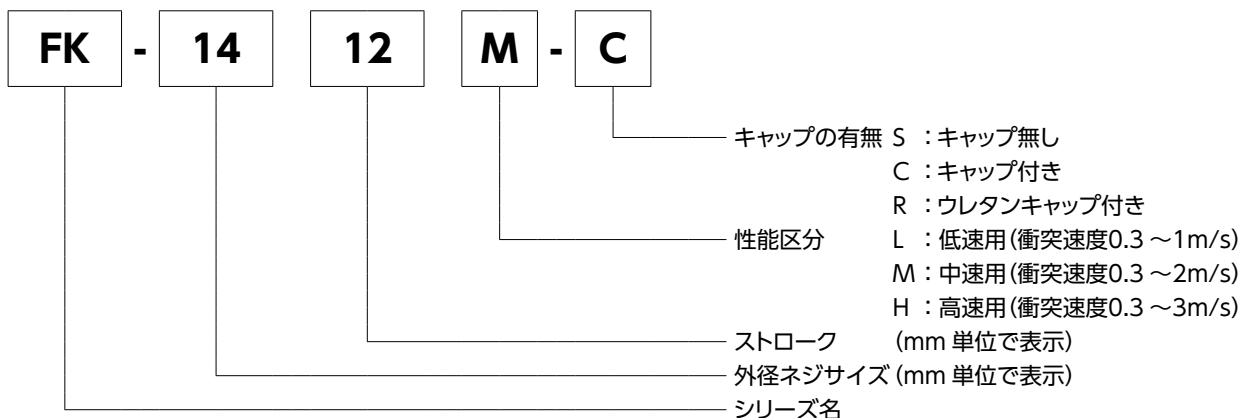 FK - 14 12 M - C
キャップの有無 S :キャップ無し
C :キャップ付き
R :ウレタンキャップ付き
性能区分 L :低速用(衝突速度0.3 ～1m/s)
M :中速用(衝突速度0.3 ～2m/s)
H :高速用(衝突速度0.3 ～3m/s)
ストローク (mm 単位で表示)
外径ネジサイズ (mm 単位で表示)
シリーズ名